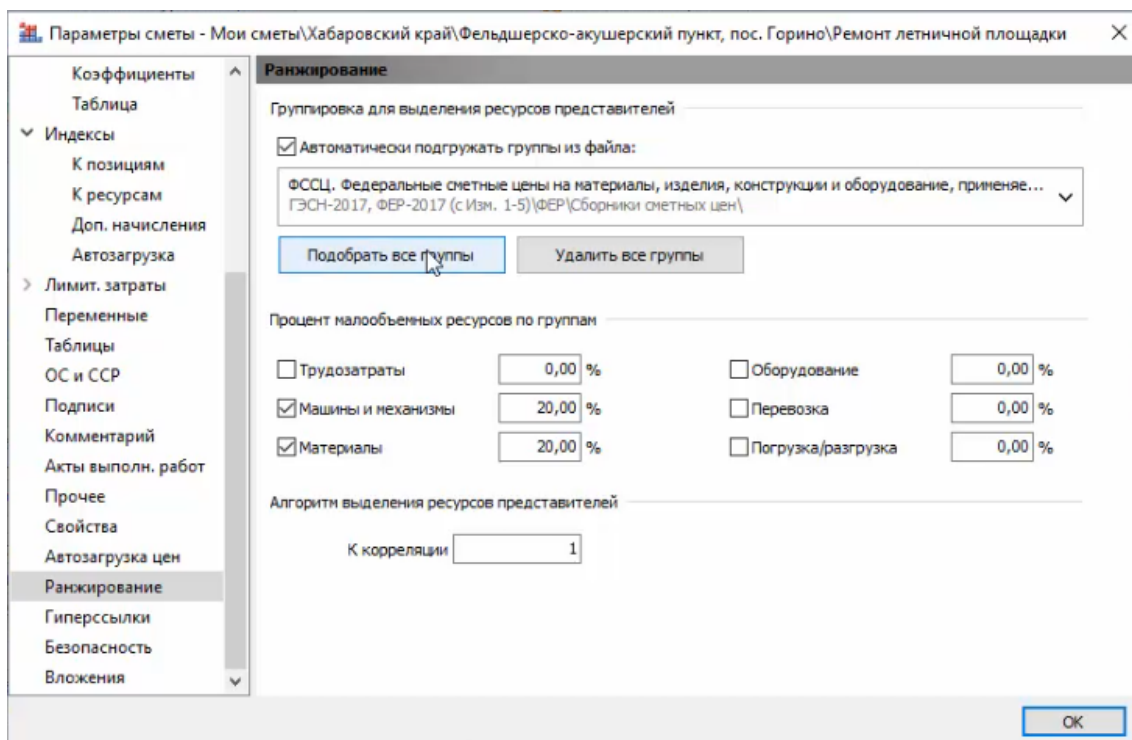 Параметры сметы - Мои сметы\Хабаровский край\Фельдшерско-акушерский пункт, пос. Горино\Ремонт летничной площадки
Коэффициенты
Таблица
Индексы
К позициям
К ресурсам
Доп. начисления
Автозагрузка
Лимит. затраты
Переменные
Таблицы
ОС и ССР
Подписи
Комментарий
Акты выполн. работ
Прочее
Свойства
Автозагрузка цен
Ранжирование
Гиперссылки
Безопасность
Вложения
Ранжирование
Группировка для выделения ресурсов представителей
Автоматически подгружать группы из файла:
ФССЦ. Федеральные сметные цены на материалы, изделия, конструкции и оборудование, применяе...
ГЭСН-2017, ФЕР-2017 (с Изм. 1-5)\ФЕР\Сборники сметных цен\
Подобрать все группы Удалить все группы
Процент малообъемных ресурсов по группам
Трудозатраты 0,00 % Оборудование 0,00 %
Машины и механизмы 20,00 % Перевозка 0,00 %
Материалы 20,00 % Погрузка/разгрузка 0,00 %
Алгоритм выделения ресурсов представителей
К корреляции 1
ОК